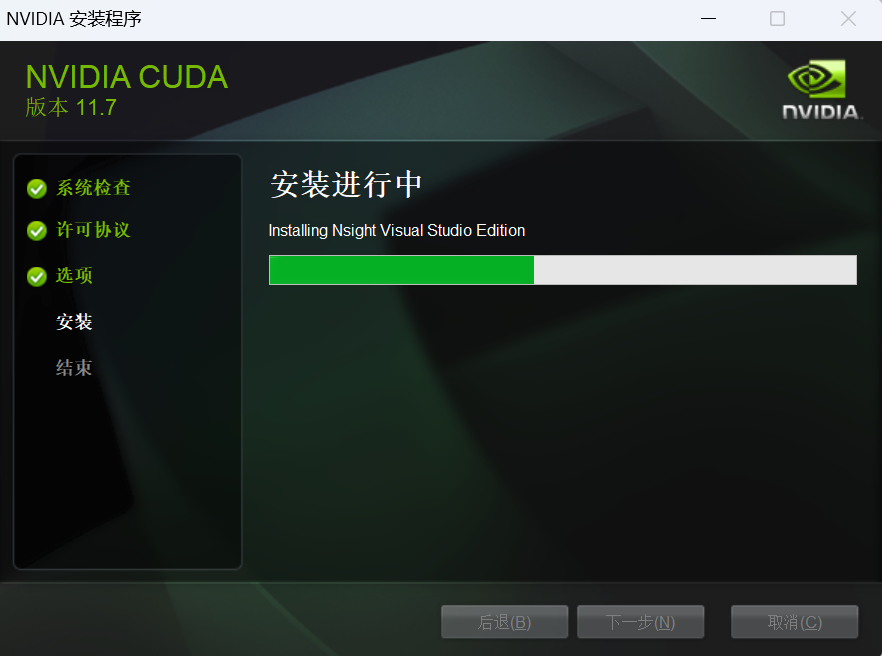 NVIDIA 安装程序
NVIDIA CUDA
版本 11.7
NVIDIA.
系统检查
许可协议
选项
安装
结束
安装进行中
Installing Nsight Visual Studio Edition
后退(B)
下一步(N)
取消(C)